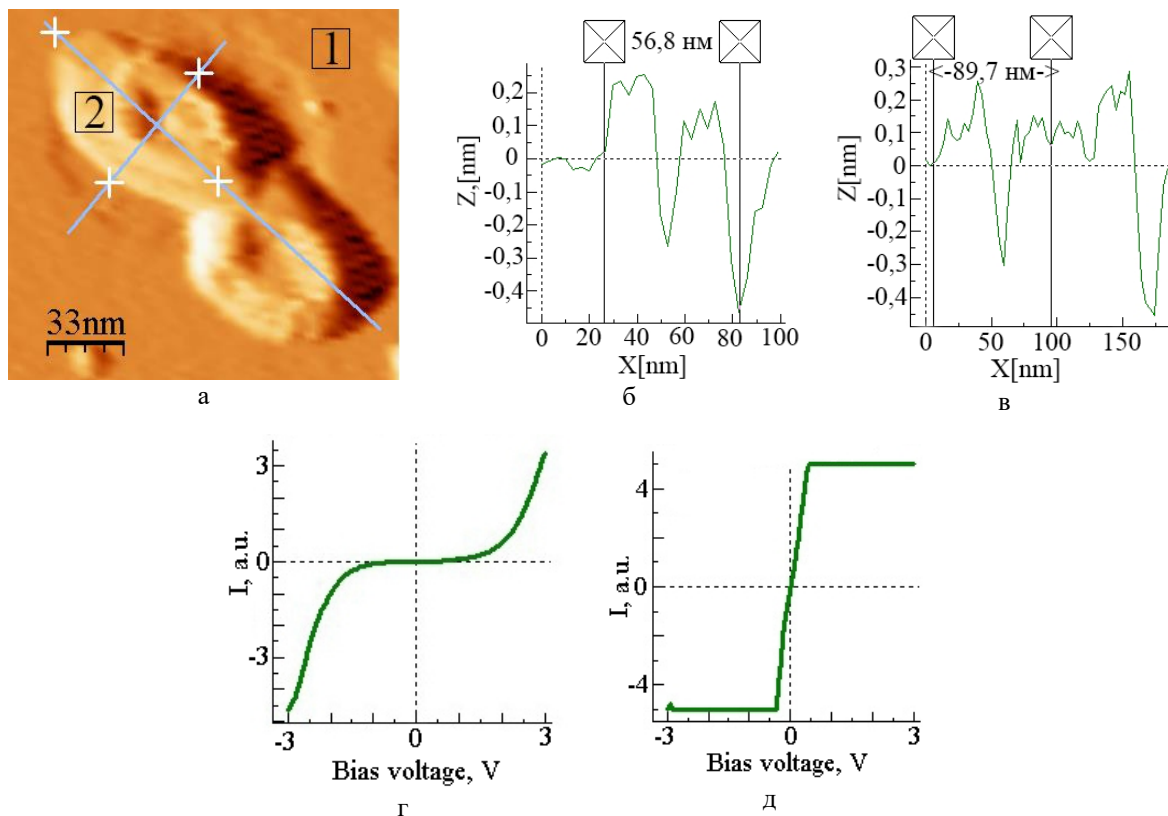 1
2
33nm
а
56,8 нм
Z,[nm]
0,2
0,1
0
-0,1
-0,2
-0,3
-0,4
0 20 40 60 80 100
X[nm]
б
<-89,7 нм->
Z[nm]
0,3
0,2
0,1
0
-0,1
-0,2
-0,3
-0,4
0 50 100 150
X[nm]
в
I, a.u.
3
0
-3
-3 0 3
Bias voltage, V
г
I, a.u.
4
0
-4
-3 0 3
Bias voltage, V
д